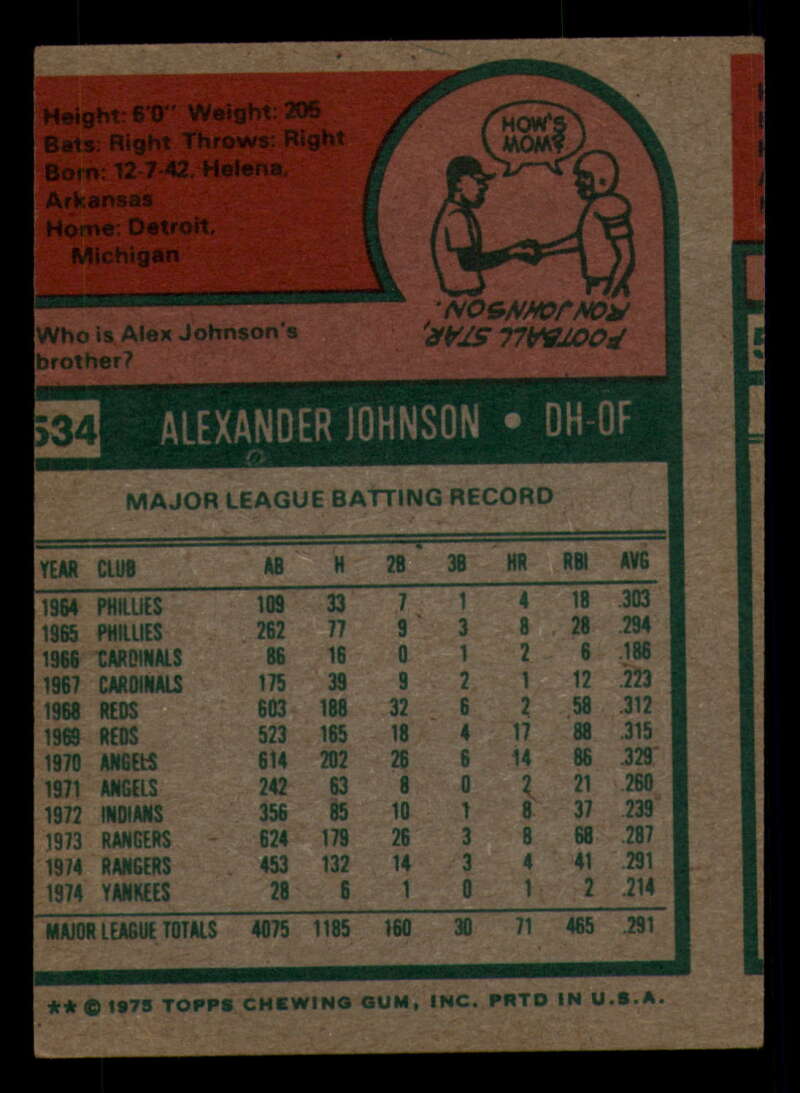 Height: 6'0" Weight: 205
Bats: Right Throws: Right
Born: 12-7-42, Helena,
Arkansas
Home: Detroit,
Michigan
HOW'S
MOM?
Who is Alex Johnson's
brother?
FOOTBALL STAR,
RON JOHNSON.
534 ALEXANDER JOHNSON • DH-OF
MAJOR LEAGUE BATTING RECORD
YEAR CLUB AB H 2B 3B HR RBI AVG
1964 PHILLIES 109 33 7 1 4 18 .303
1965 PHILLIES 262 77 9 3 8 28 .294
1966 CARDINALS 86 16 0 1 2 6 .186
1967 CARDINALS 175 39 9 2 1 12 .223
1968 REDS 603 188 32 6 2 58 .312
1969 REDS 523 165 18 4 17 88 .315
1970 ANGELS 614 202 26 6 14 86 .329
1971 ANGELS 242 63 8 0 2 21 .260
1972 INDIANS 356 85 10 1 8 37 .239
1973 RANGERS 624 179 26 3 8 68 .287
1974 RANGERS 453 132 14 3 4 41 .291
1974 YANKEES 28 6 1 0 1 2 .214
MAJOR LEAGUE TOTALS 4075 1185 160 30 71 465 .291
** © 1975 TOPPS CHEWING GUM, INC. PRTD IN U.S.A.